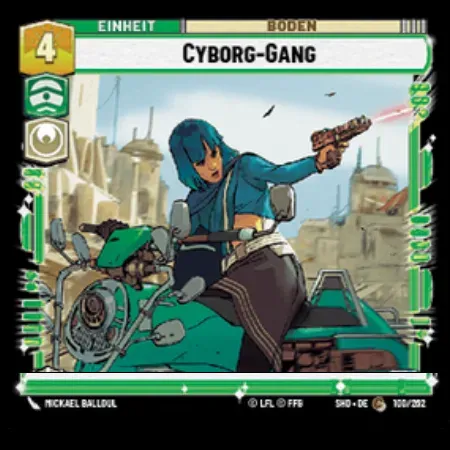 EINHEIT
BODEN
4
CYBORG-GANG
MICKAEL BALLOUL
Ⓒ LFL Ⓒ FFG
SHD • DE
100/262